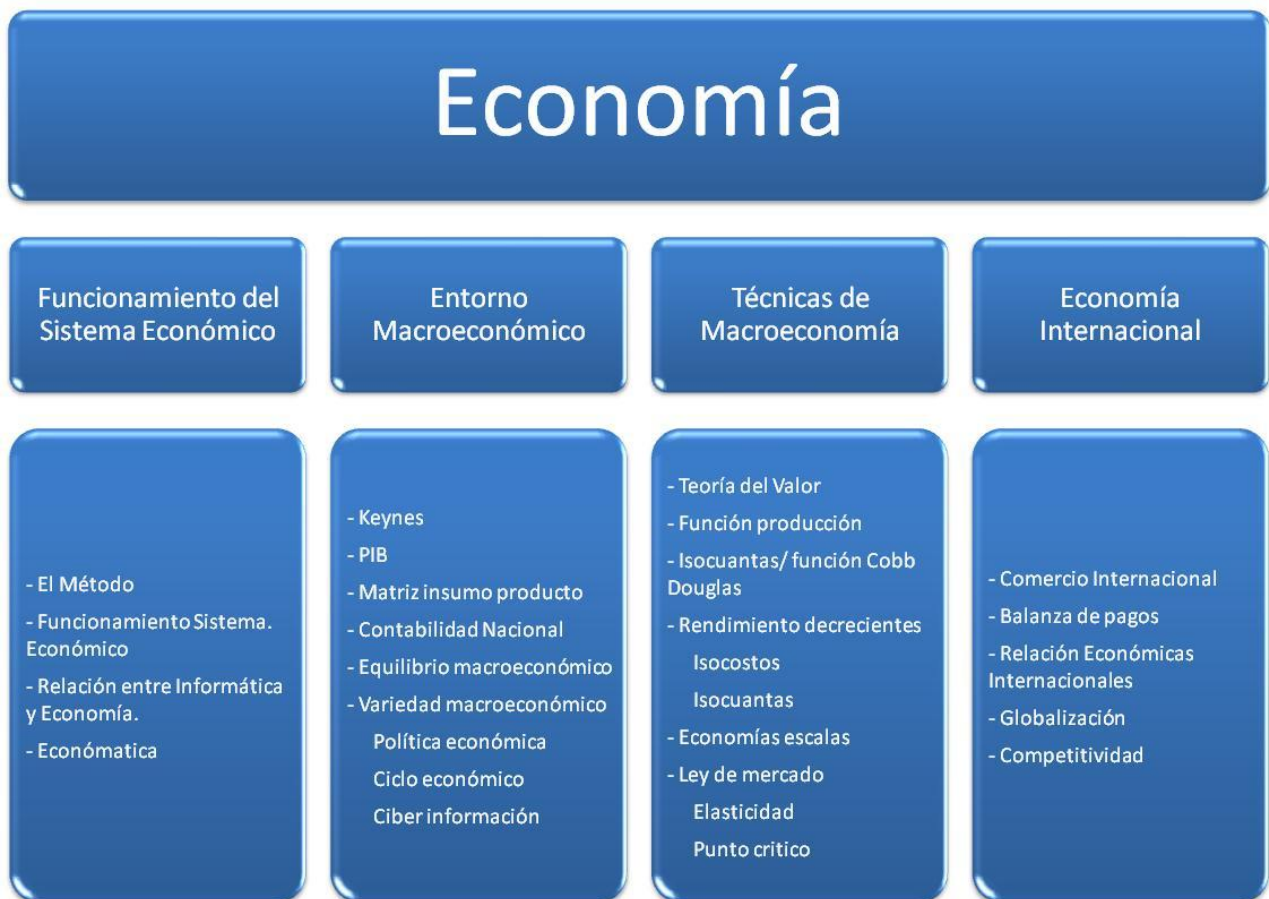 Economía
Funcionamiento del
Sistema Económico
Entorno
Macroeconómico
Técnicas de
Macroeconomía
Economía
Internacional
- El Método
- Funcionamiento Sistema.
Económico
- Relación entre Informática
y Economía.
- Económatica
- Keynes
- PIB
- Matriz insumo producto
- Contabilidad Nacional
- Equilibrio macroeconómico
- Variedad macroeconómico
Política económica
Ciclo económico
Ciber información
- Teoría del Valor
- Función producción
- Isocuantas/ función Cobb
Douglas
- Rendimiento decrecientes
Isocostos
Isocuantas
- Economías escalas
- Ley de mercado
Elasticidad
Punto critico
- Comercio Internacional
- Balanza de pagos
- Relación Económicas
Internacionales
- Globalización
- Competitividad